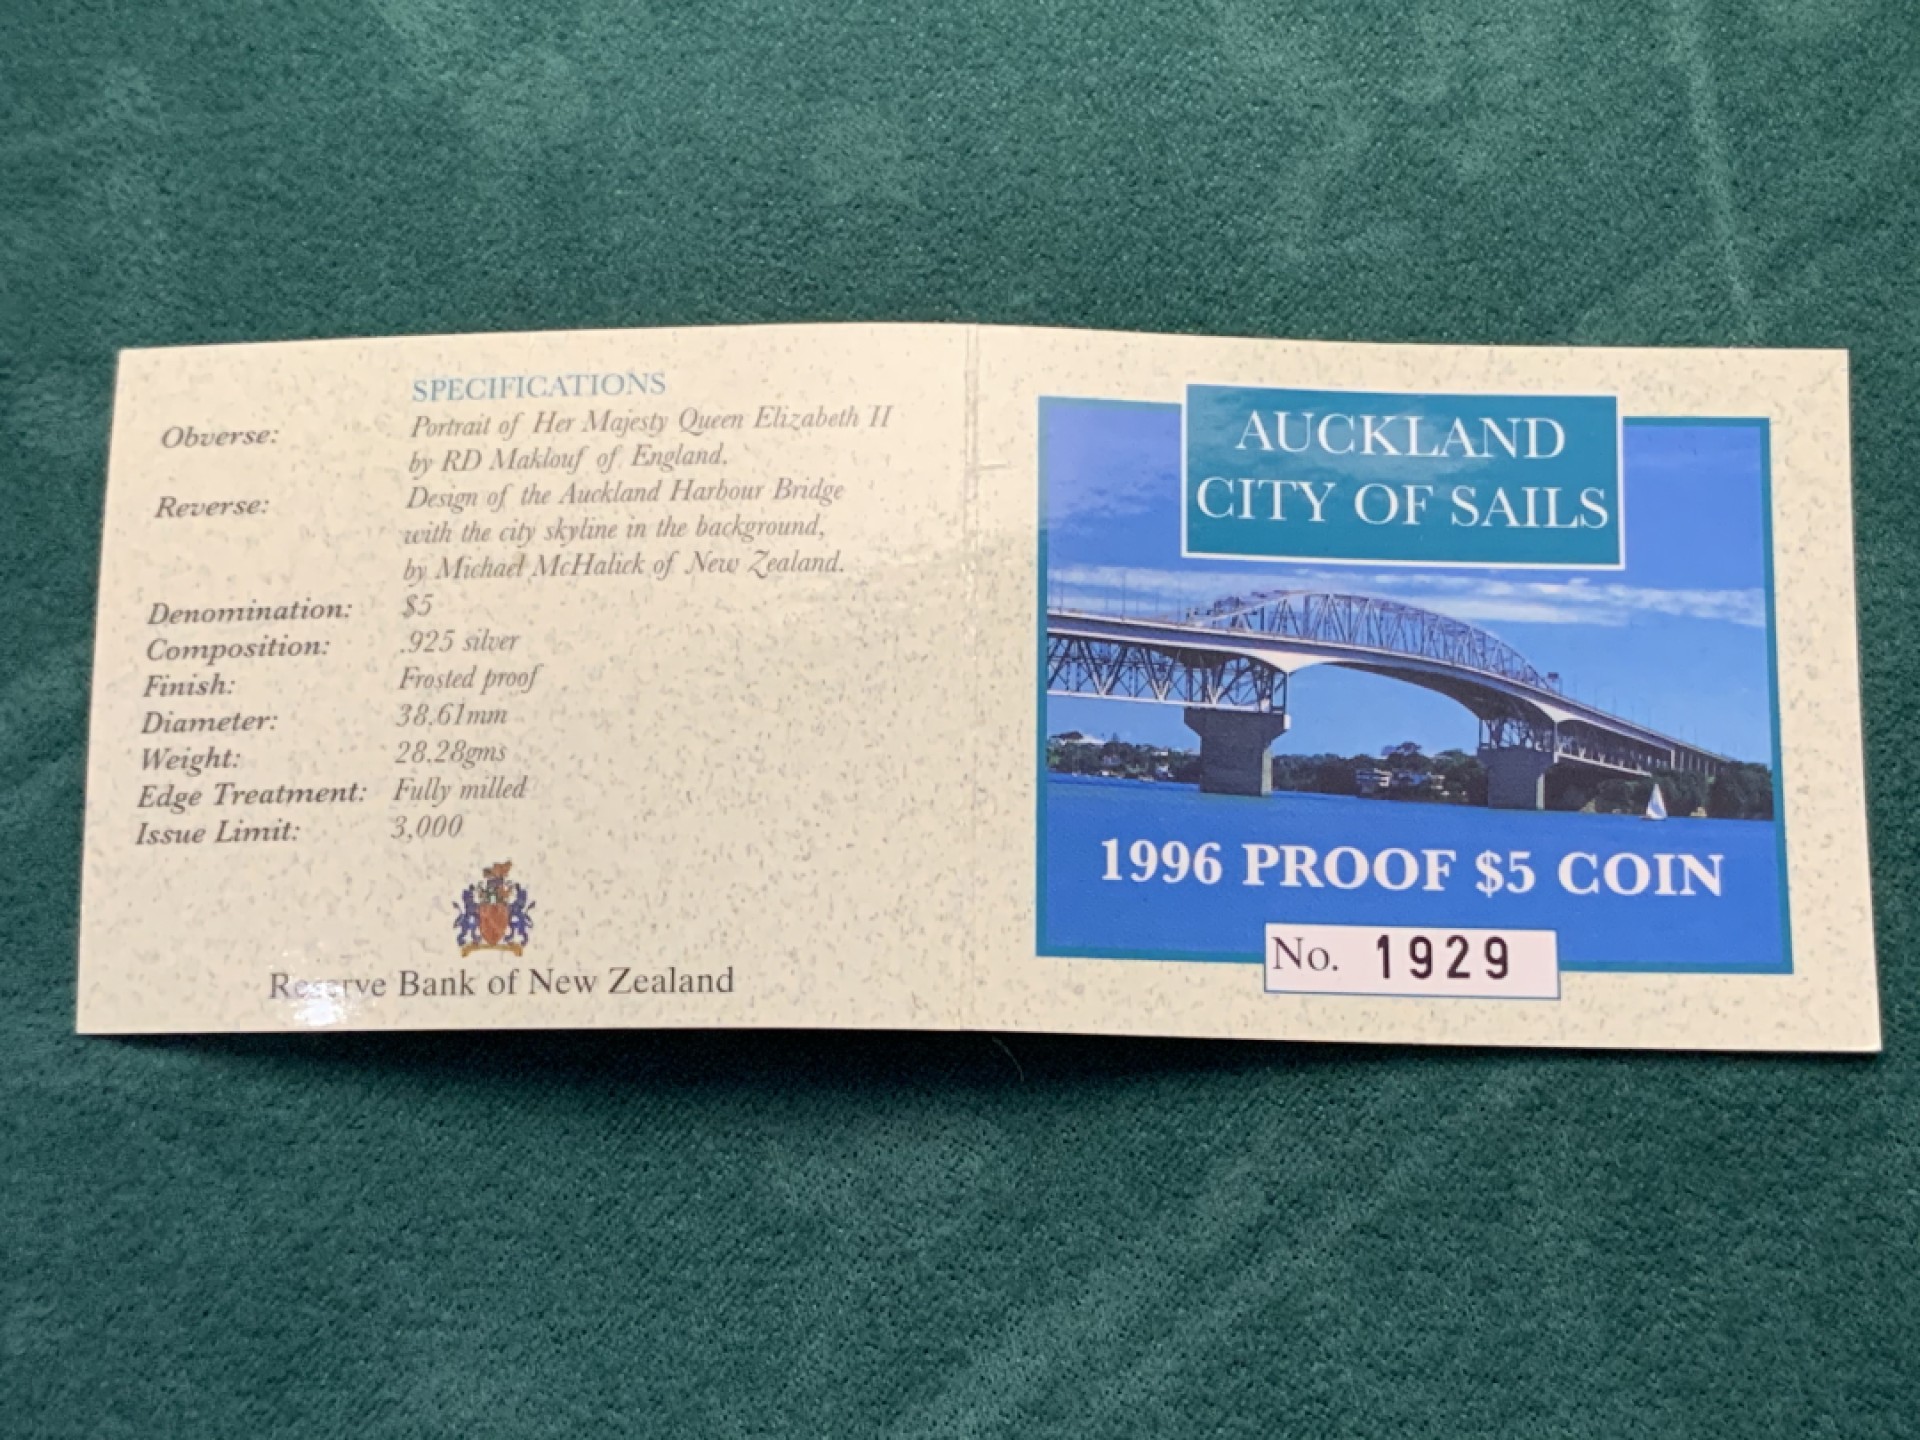 SPECIFICATIONS
Obverse: Portrait of Her Majesty Queen Elizabeth II
by RD Maklouf of England.
Reverse: Design of the Auckland Harbour Bridge
with the city skyline in the background,
by Michael McHalick of New Zealand.
Denomination: $5
Composition: .925 silver
Finish: Frosted proof
Diameter: 38.61mm
Weight: 28.28gms
Edge Treatment: Fully milled
Issue Limit: 3,000
Reserve Bank of New Zealand
AUCKLAND
CITY OF SAILS
1996 PROOF $5 COIN
No. 1929